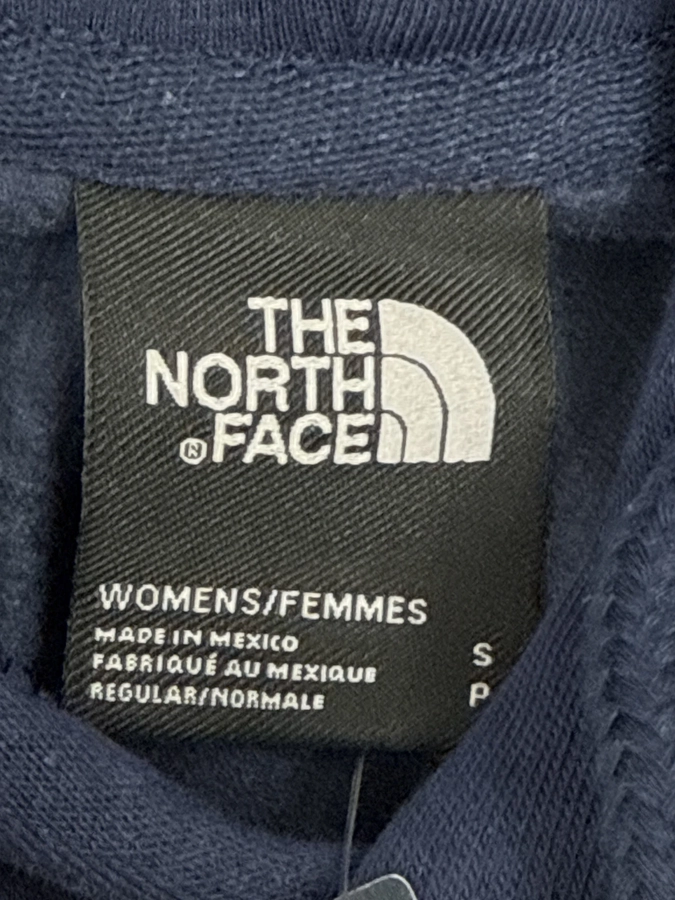 THE
NORTH
®FACE
WOMENS/FEMMES
MADE IN MEXICO
FABRIQUÉ AU MEXIQUE
REGULAR/NORMALE
S
P